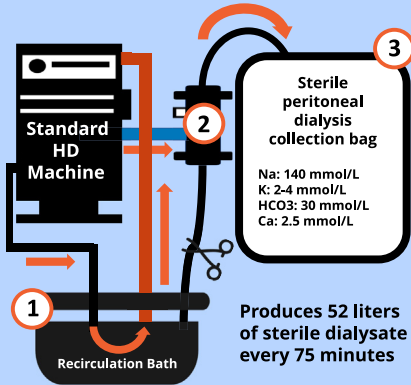 Standard
HD
Machine
1
Recirculation Bath
2
3
Sterile
peritoneal
dialysis
collection bag
Na: 140 mmol/L
K: 2-4 mmol/L
HCO3: 30 mmol/L
Ca: 2.5 mmol/L
Produces 52 liters
of sterile dialysate
every 75 minutes